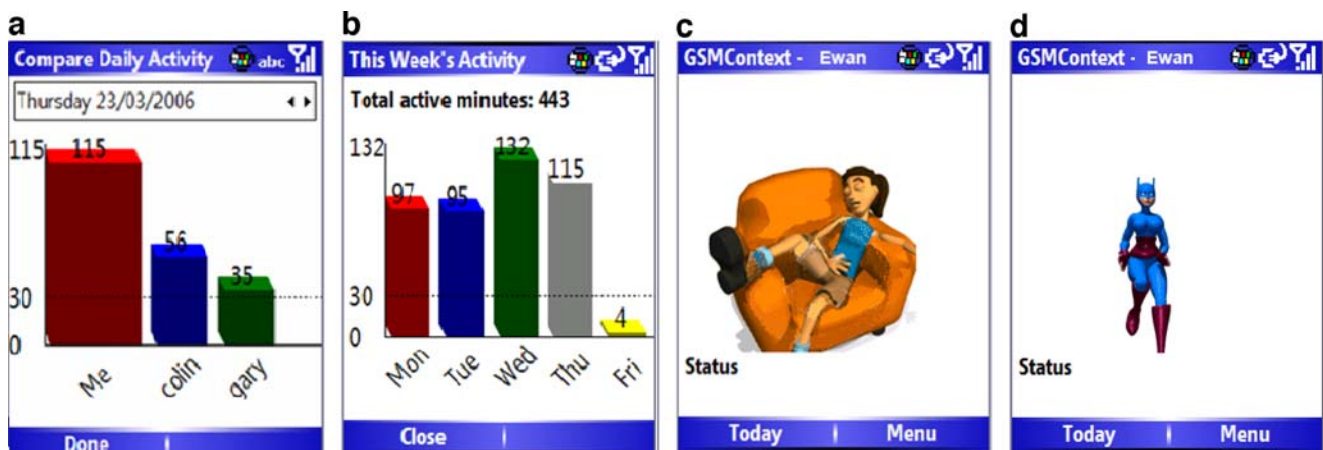 a
Compare Daily Activity abc
Thursday 23/03/2006
115
115
56
35
30
0
Me colin gary
Done
b
This Week's Activity
Total active minutes: 443
132
132
115
97
95
30
4
0
Mon Tue Wed Thu Fri
Close
c
GSMContext - Ewan
Status
Today Menu
d
GSMContext - Ewan
Status
Today Menu